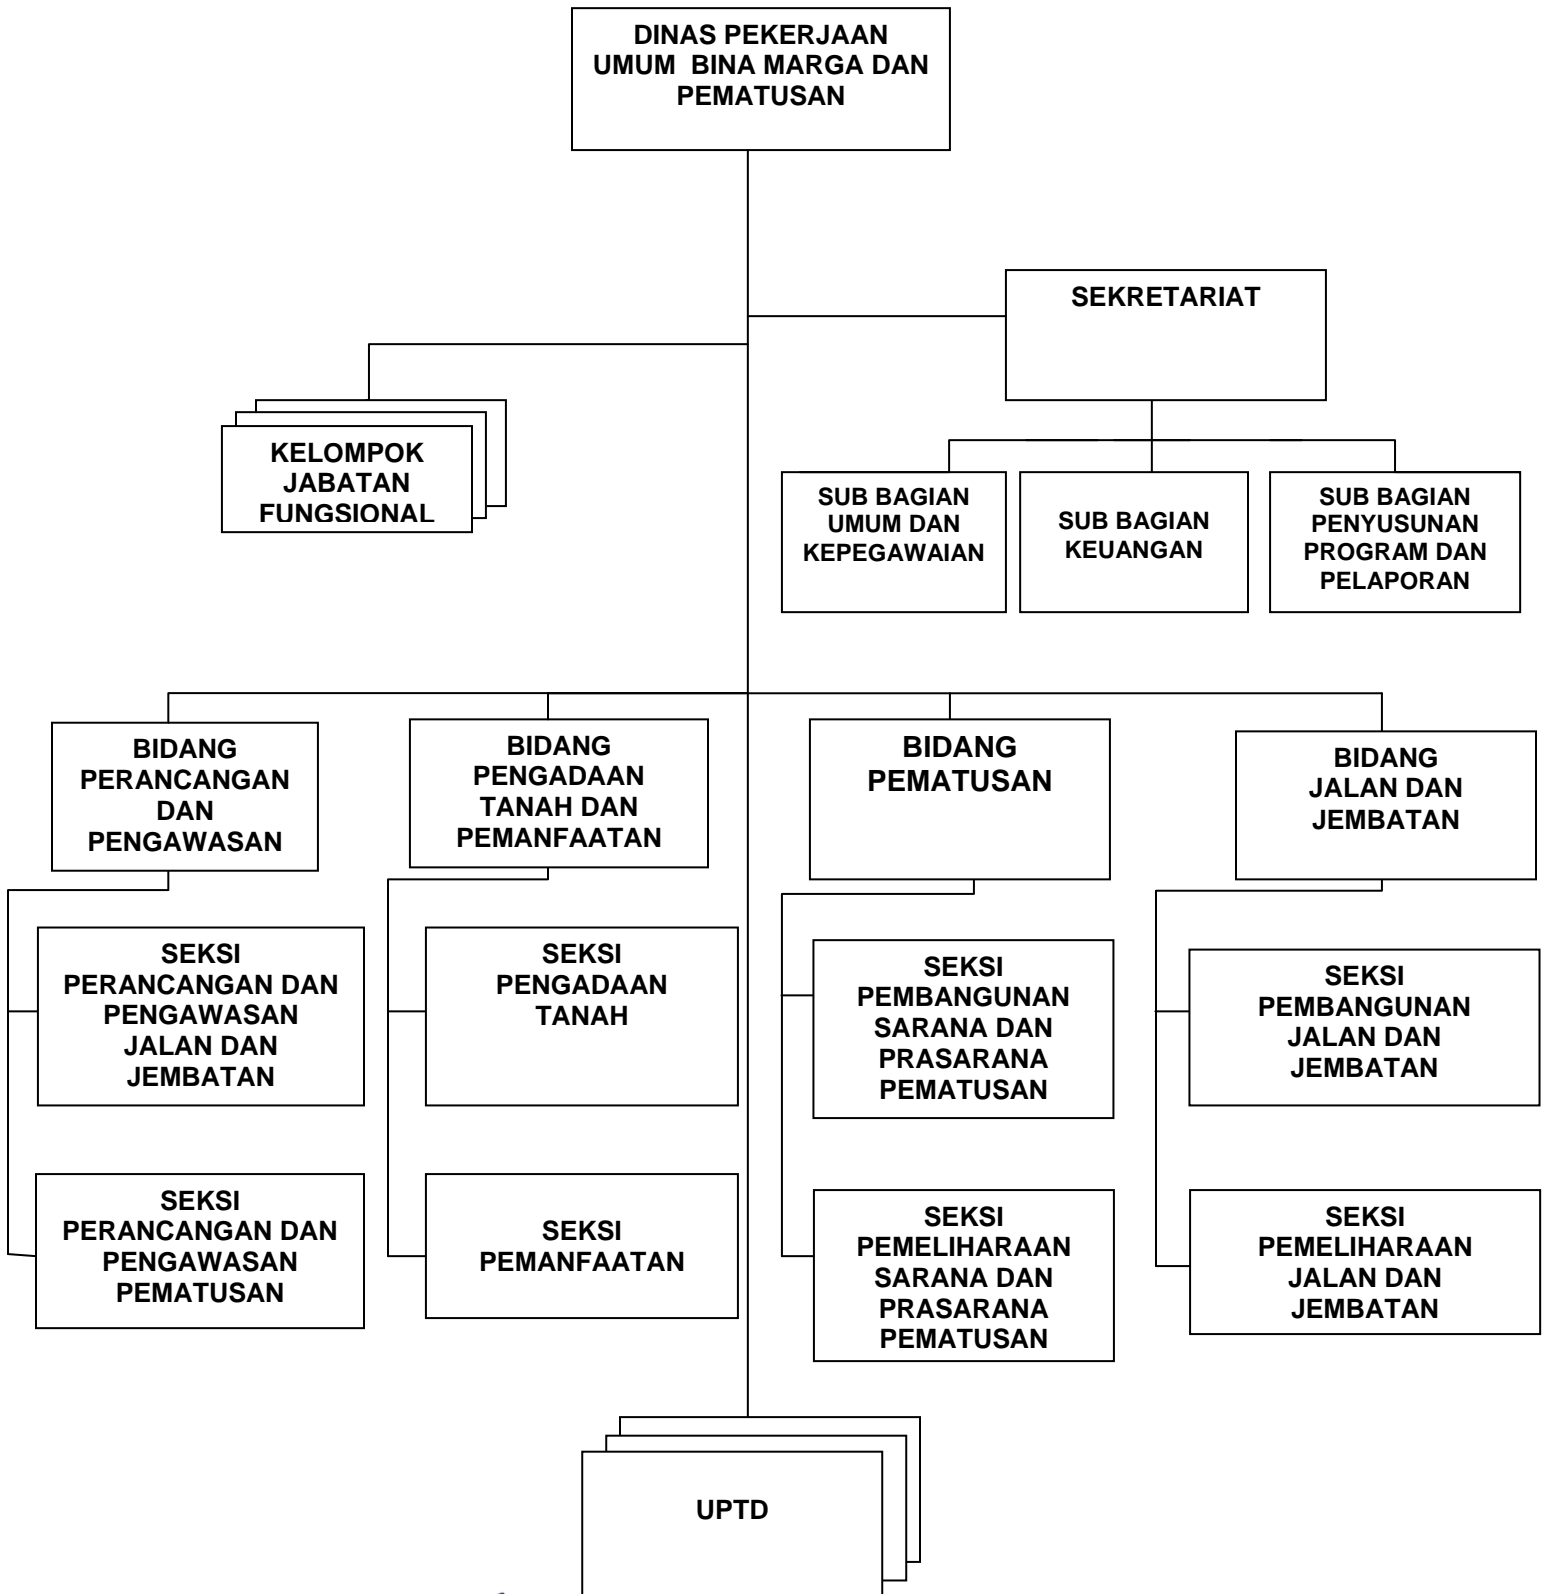 DINAS PEKERJAAN
UMUM BINA MARGA DAN
PEMATUSAN
SEKRETARIAT
KELOMPOK
JABATAN
FUNGSIONAL
SUB BAGIAN
UMUM DAN
KEPEGAWAIAN
SUB BAGIAN
KEUANGAN
SUB BAGIAN
PENYUSUNAN
PROGRAM DAN
PELAPORAN
BIDANG
PERANCANGAN
DAN
PENGAWASAN
BIDANG
PENGADAAN
TANAH DAN
PEMANFAATAN
BIDANG
PEMATUSAN
BIDANG
JALAN DAN
JEMBATAN
SEKSI
PERANCANGAN DAN
PENGAWASAN
JALAN DAN
JEMBATAN
SEKSI
PENGADAAN
TANAH
SEKSI
PEMBANGUNAN
SARANA DAN
PRASARANA
PEMATUSAN
SEKSI
PEMBANGUNAN
JALAN DAN
JEMBATAN
SEKSI
PERANCANGAN DAN
PENGAWASAN
PEMATUSAN
SEKSI
PEMANFAATAN
SEKSI
PEMELIHARAAN
SARANA DAN
PRASARANA
PEMATUSAN
SEKSI
PEMELIHARAAN
JALAN DAN
JEMBATAN
UPTD